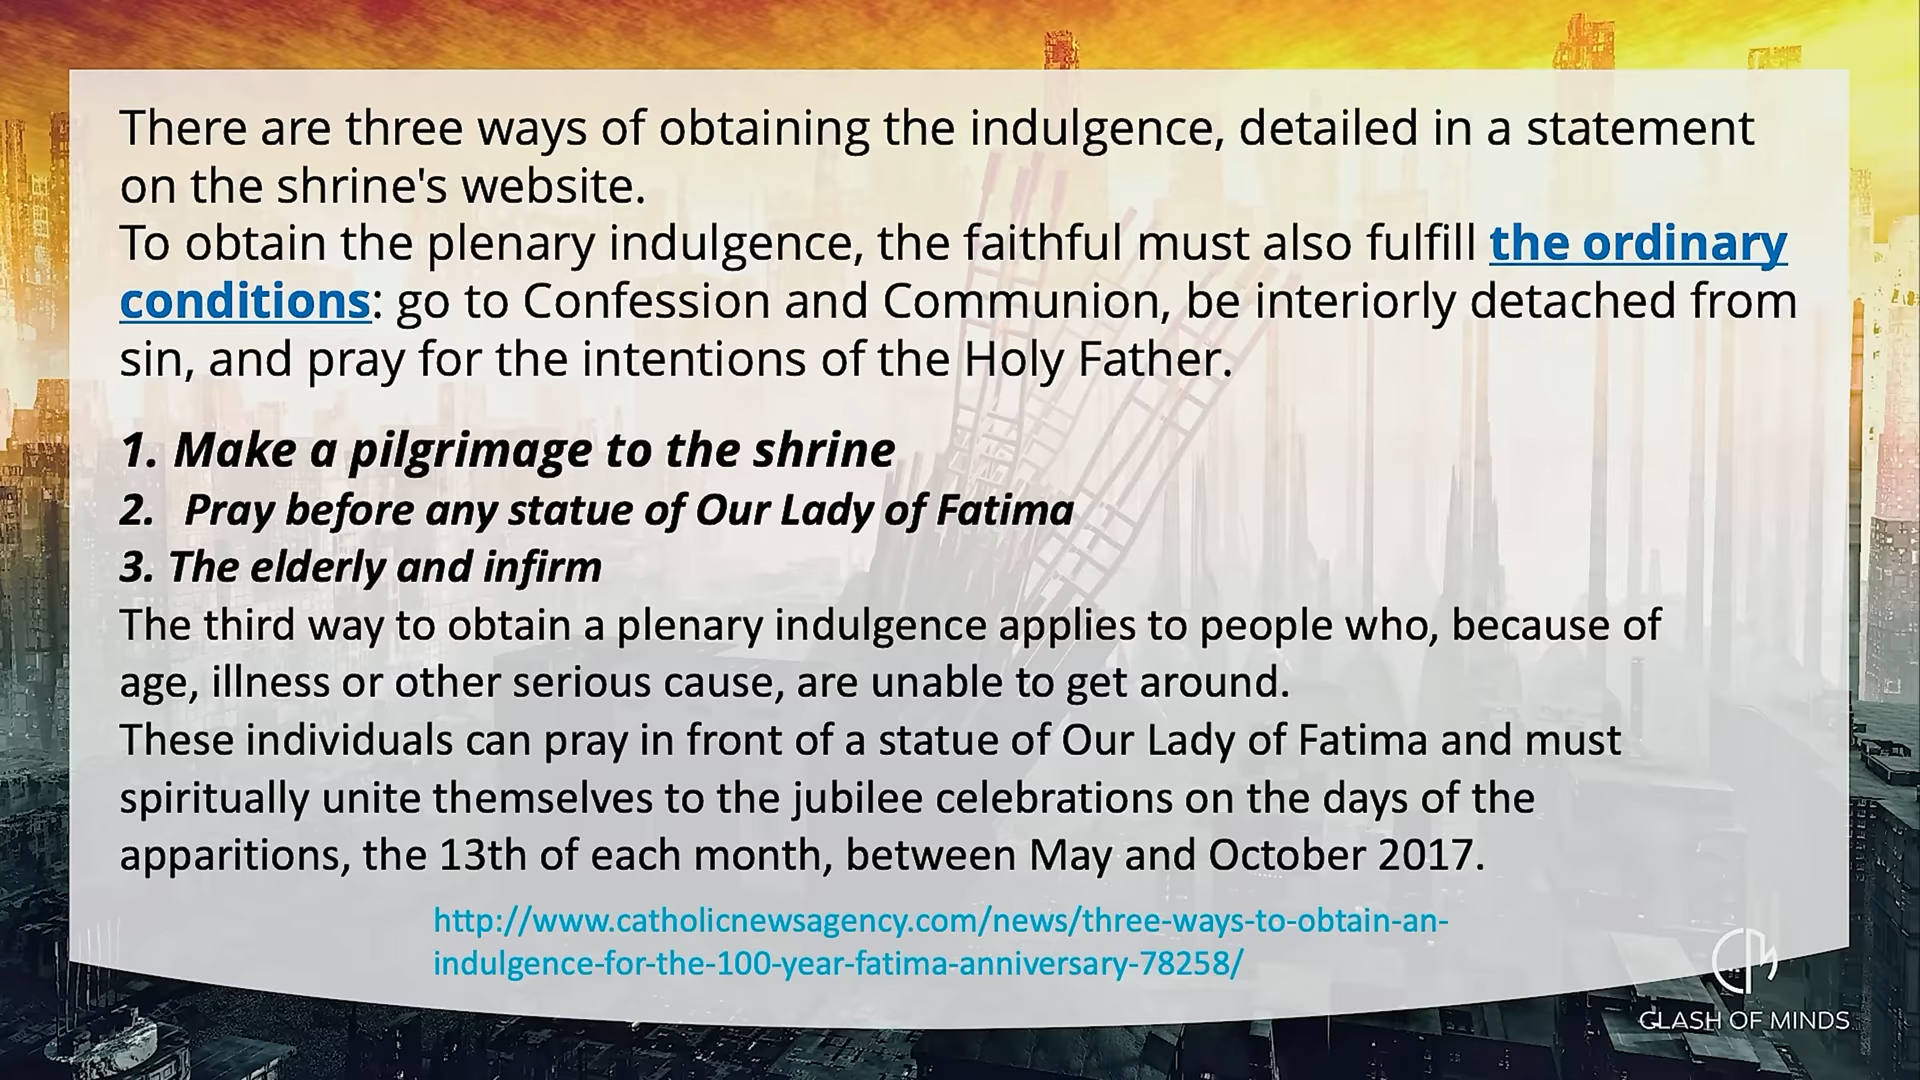 There are three ways of obtaining the indulgence, detailed in a statement
on the shrine's website.
To obtain the plenary indulgence, the faithful must also fulfill the ordinary
conditions: go to Confession and Communion, be interiorly detached from
sin, and pray for the intentions of the Holy Father.
1. Make a pilgrimage to the shrine
2. Pray before any statue of Our Lady of Fatima
3. The elderly and infirm
The third way to obtain a plenary indulgence applies to people who, because of
age, illness or other serious cause, are unable to get around.
These individuals can pray in front of a statue of Our Lady of Fatima and must
spiritually unite themselves to the jubilee celebrations on the days of the
apparitions, the 13th of each month, between May and October 2017.
http://www.catholicnewsagency.com/news/three-ways-to-obtain-an-
indulgence-for-the-100-year-fatima-anniversary-78258/
CLASH OF MINDS